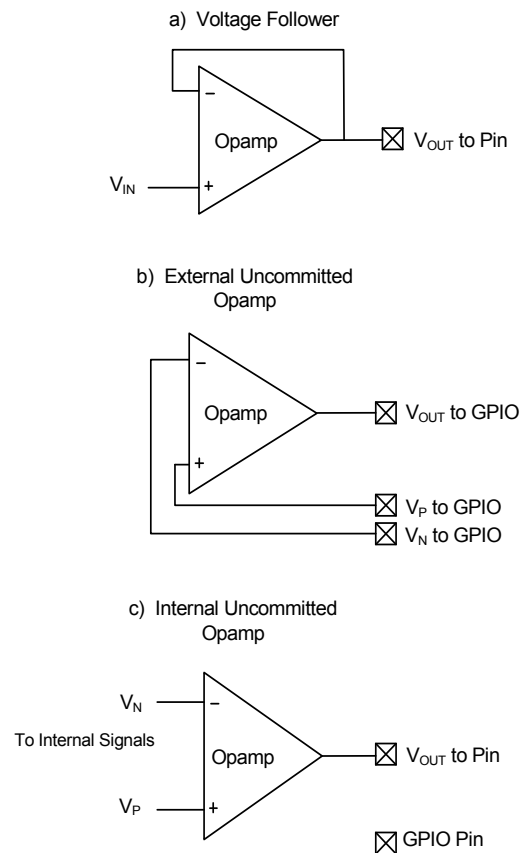 a) Voltage Follower
−
Opamp
V_OUT to Pin
V_IN
+
b) External Uncommitted
Opamp
−
Opamp
V_OUT to GPIO
+
V_P to GPIO
V_N to GPIO
c) Internal Uncommitted
Opamp
V_N
−
To Internal Signals
Opamp
V_OUT to Pin
V_P
+
GPIO Pin